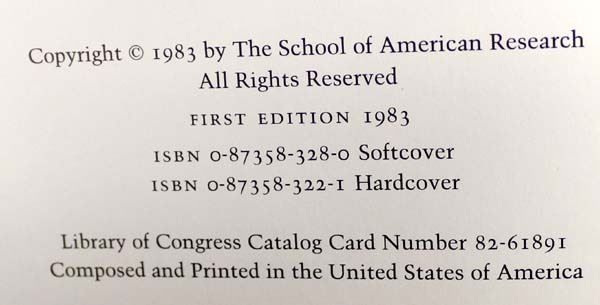 Copyright © 1983 by The School of American Research
All Rights Reserved
FIRST EDITION 1983
ISBN 0-87358-328-0 Softcover
ISBN 0-87358-322-1 Hardcover
Library of Congress Catalog Card Number 82-61891
Composed and Printed in the United States of America